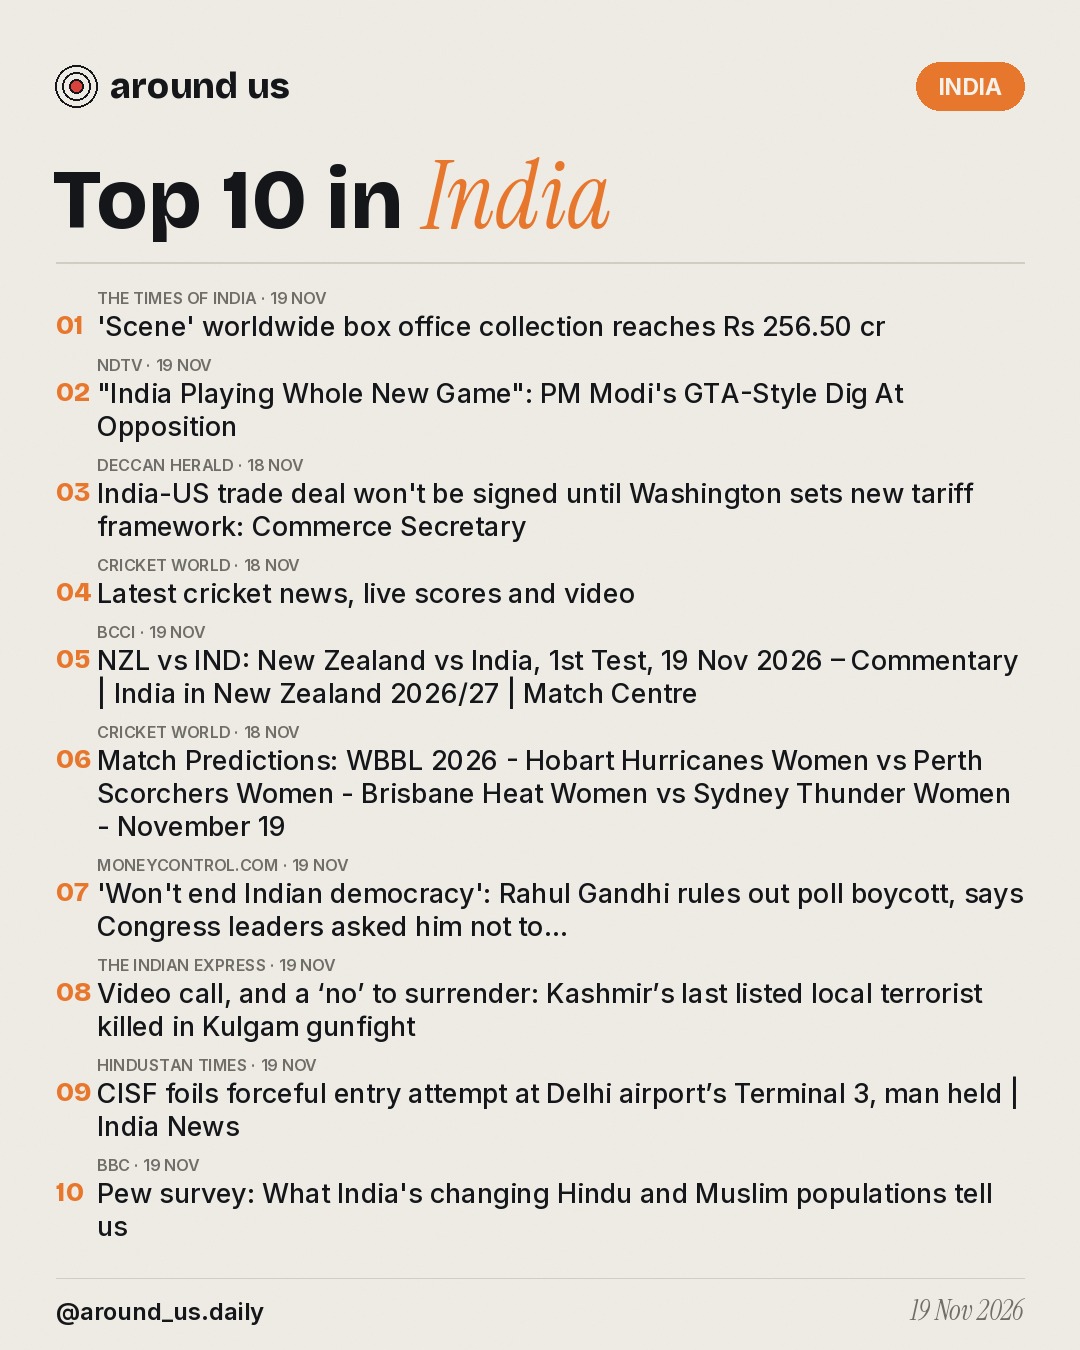 around us
INDIA
Top 10 in India
THE TIMES OF INDIA · 19 NOV
01 'Scene' worldwide box office collection reaches Rs 256.50 cr
NDTV · 19 NOV
02 "India Playing Whole New Game": PM Modi's GTA-Style Dig At
Opposition
DECCAN HERALD · 18 NOV
03 India-US trade deal won't be signed until Washington sets new tariff
framework: Commerce Secretary
CRICKET WORLD · 18 NOV
04 Latest cricket news, live scores and video
BCCI · 19 NOV
05 NZL vs IND: New Zealand vs India, 1st Test, 19 Nov 2026 – Commentary
| India in New Zealand 2026/27 | Match Centre
CRICKET WORLD · 18 NOV
06 Match Predictions: WBBL 2026 - Hobart Hurricanes Women vs Perth
Scorchers Women - Brisbane Heat Women vs Sydney Thunder Women
- November 19
MONEYCONTROL.COM · 19 NOV
07 'Won't end Indian democracy': Rahul Gandhi rules out poll boycott, says
Congress leaders asked him not to...
THE INDIAN EXPRESS · 19 NOV
08 Video call, and a ‘no’ to surrender: Kashmir’s last listed local terrorist
killed in Kulgam gunfight
HINDUSTAN TIMES · 19 NOV
09 CISF foils forceful entry attempt at Delhi airport’s Terminal 3, man held |
India News
BBC · 19 NOV
10 Pew survey: What India's changing Hindu and Muslim populations tell
us
@around_us.daily
19 Nov 2026